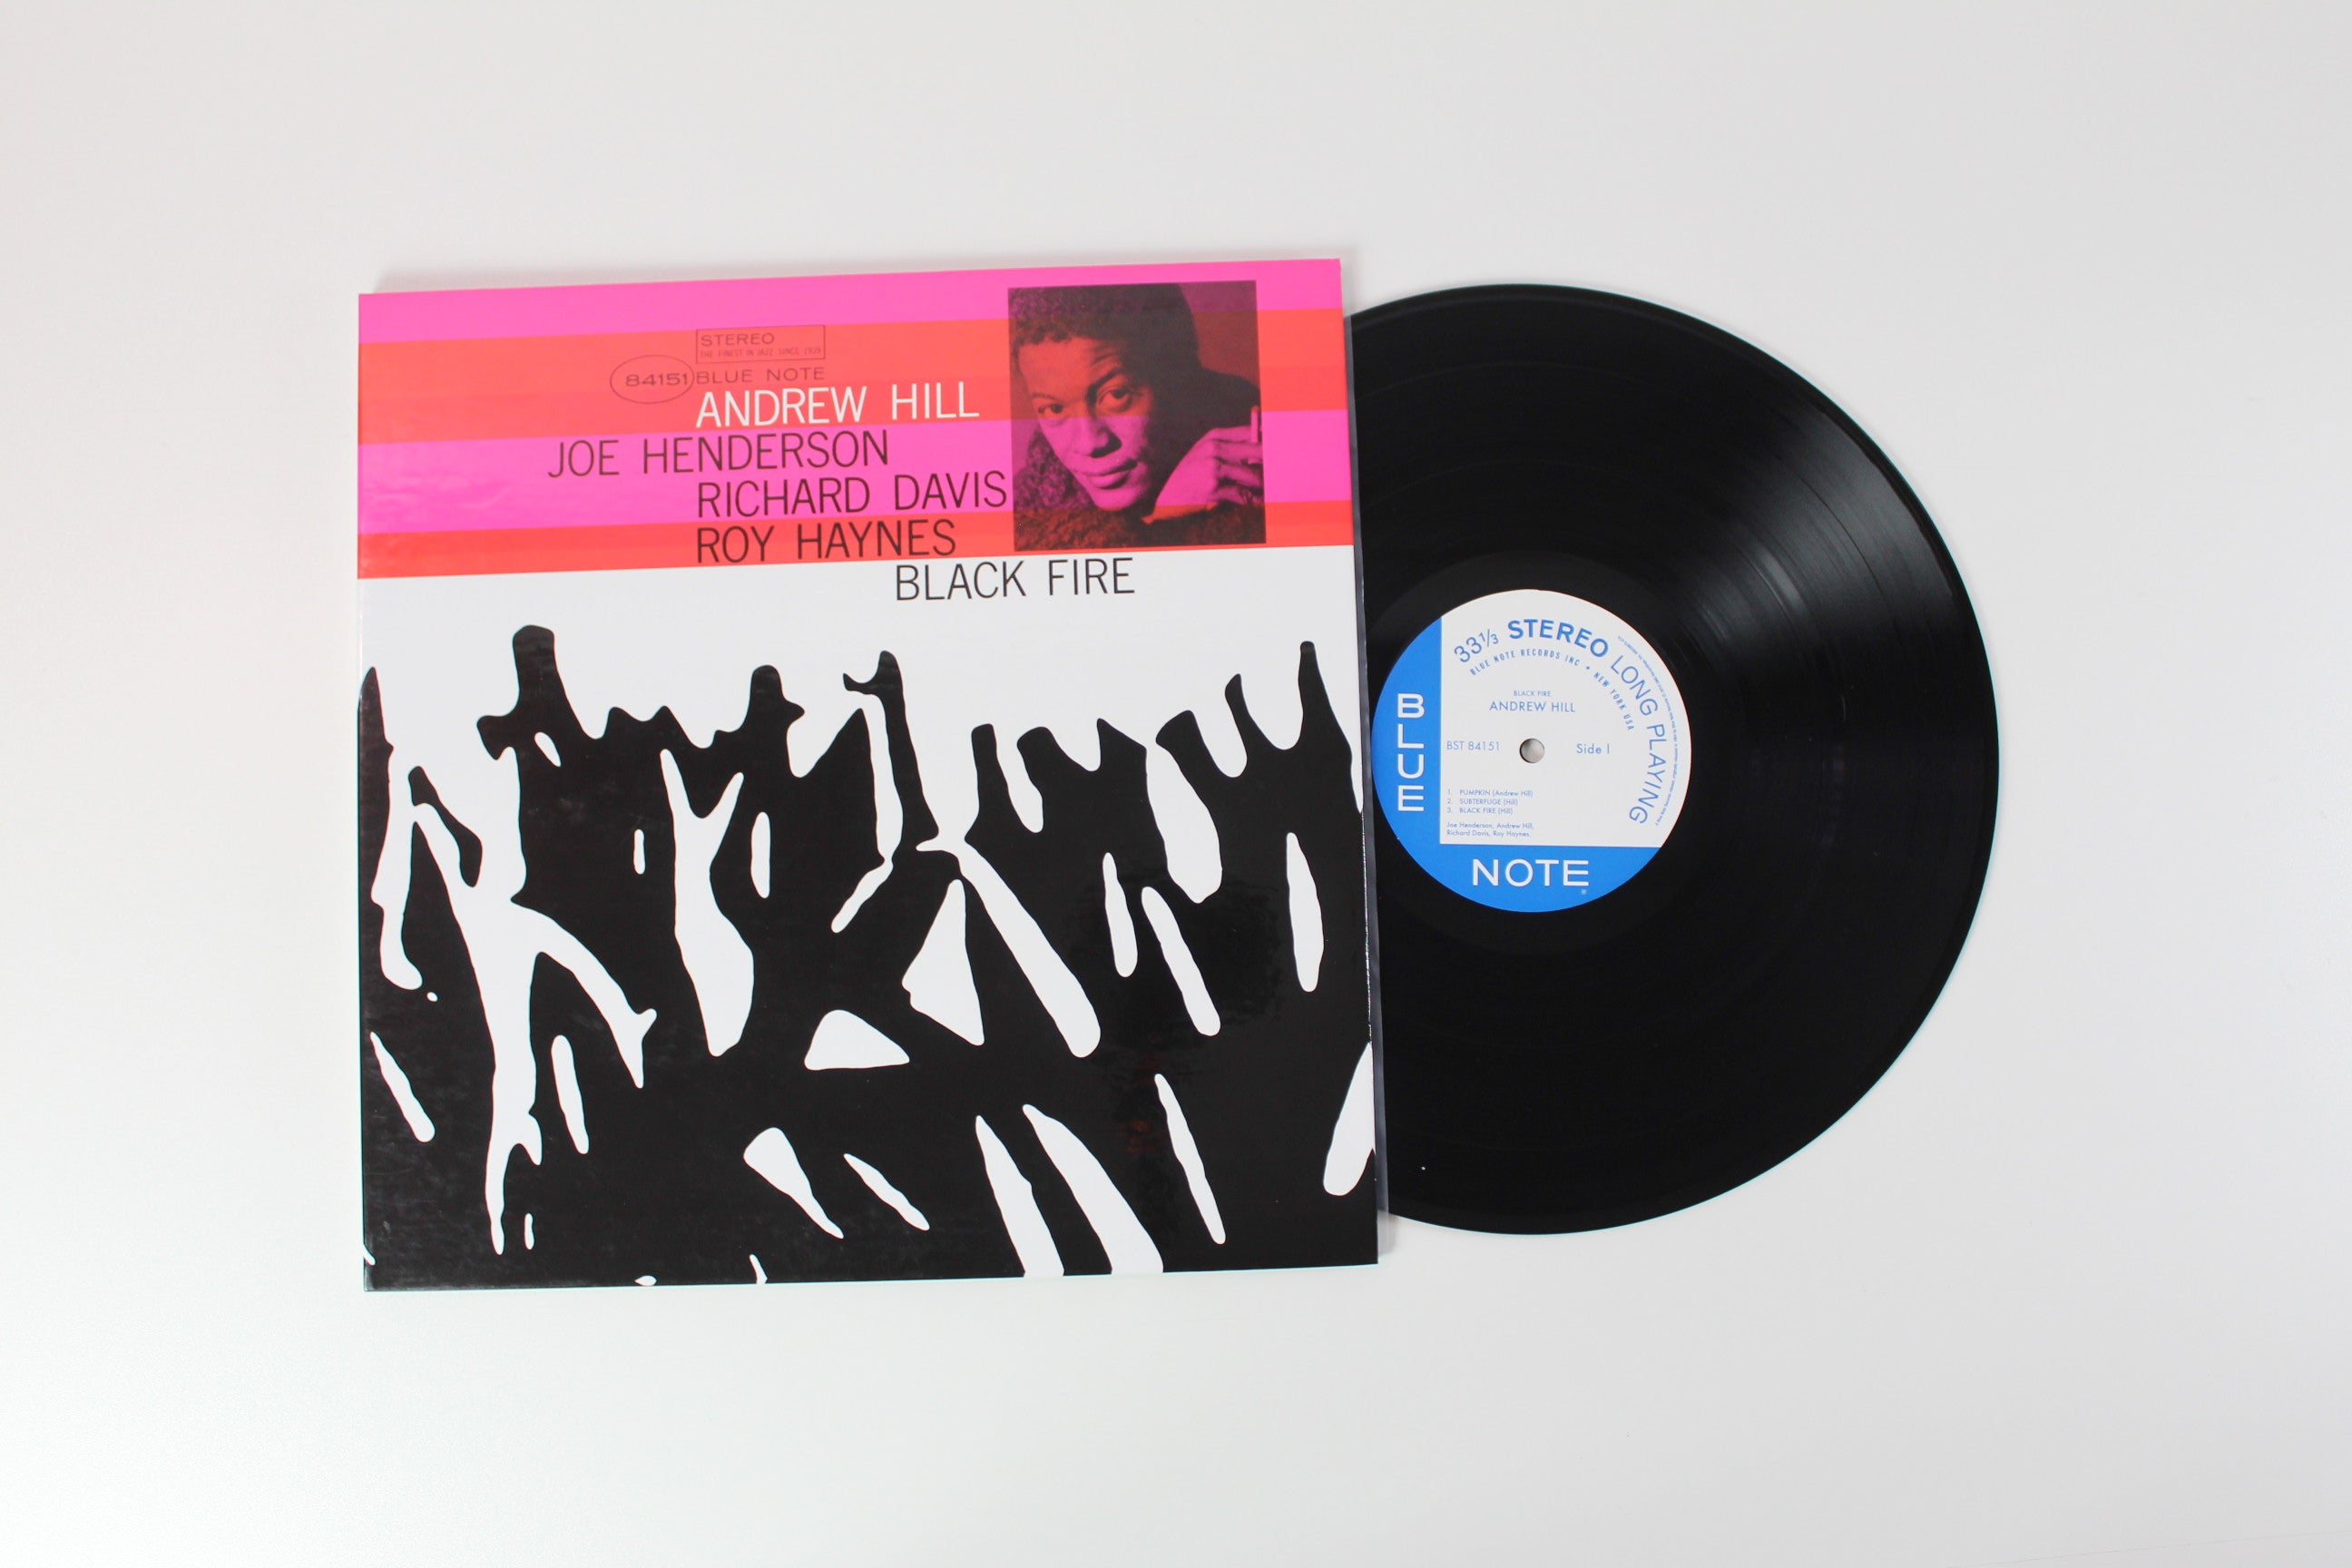 STEREO
THE FINEST IN JAZZ SINCE 1939
84151 BLUE NOTE
ANDREW HILL
JOE HENDERSON
RICHARD DAVIS
ROY HAYNES
BLACK FIRE
33 1/3 STEREO LONG PLAYING
BLUE NOTE RECORDS INC • NEW YORK USA
BLACK FIRE
ANDREW HILL
BST 84151 Side 1
1. PUMPKIN (Andrew Hill)
2. SUBTERFUGE (Hill)
3. BLACK FIRE (Hill)
Joe Henderson, Andrew Hill,
Richard Davis, Roy Haynes.
BLUE
NOTE